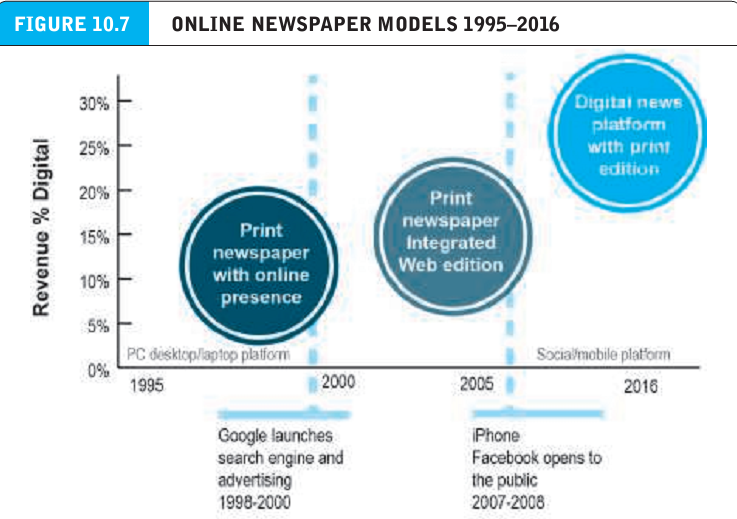 FIGURE 10.7
ONLINE NEWSPAPER MODELS 1995–2016
Revenue % Digital
30%
25%
20%
15%
10%
5%
0%
Print
newspaper
with online
presence
Print
newspaper
Integrated
Web edition
Digital news
platform
with print
edition
PC desktop/laptop platform
Social/mobile platform
1995
2000
2005
2016
Google launches
search engine and
advertising
1998-2000
iPhone
Facebook opens to
the public
2007-2008